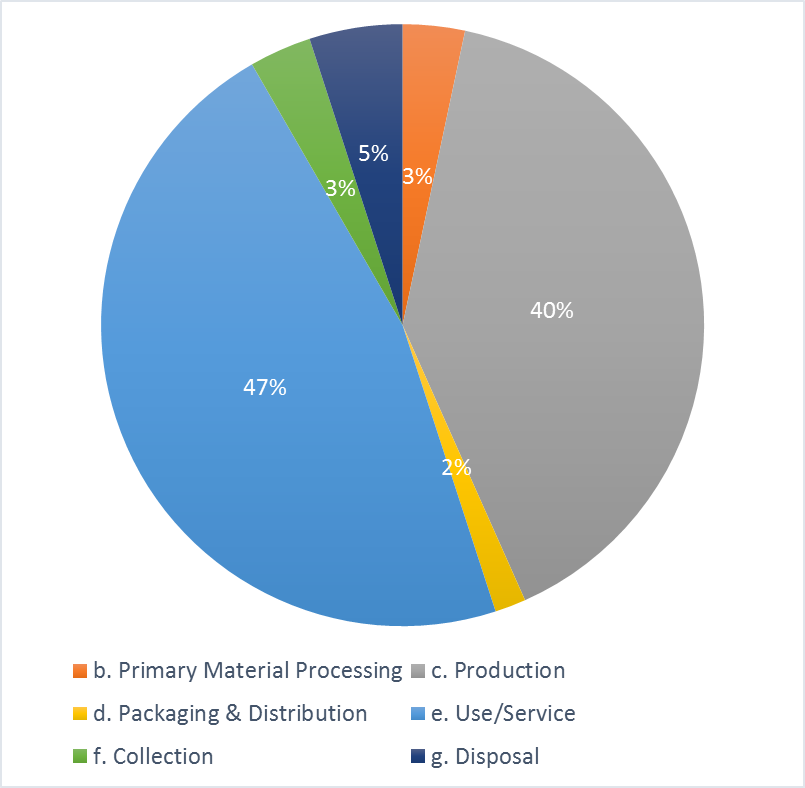 5%
3%
3%
40%
47%
2%
b. Primary Material Processing
c. Production
d. Packaging & Distribution
e. Use/Service
f. Collection
g. Disposal